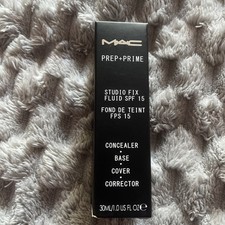 MAC
PREP+PRIME
STUDIO FIX
FLUID SPF 15
FOND DE TEINT
FPS 15
CONCEALER
•
BASE
•
COVER
•
CORRECTOR
30ML/1.0 US FL OZ ℮